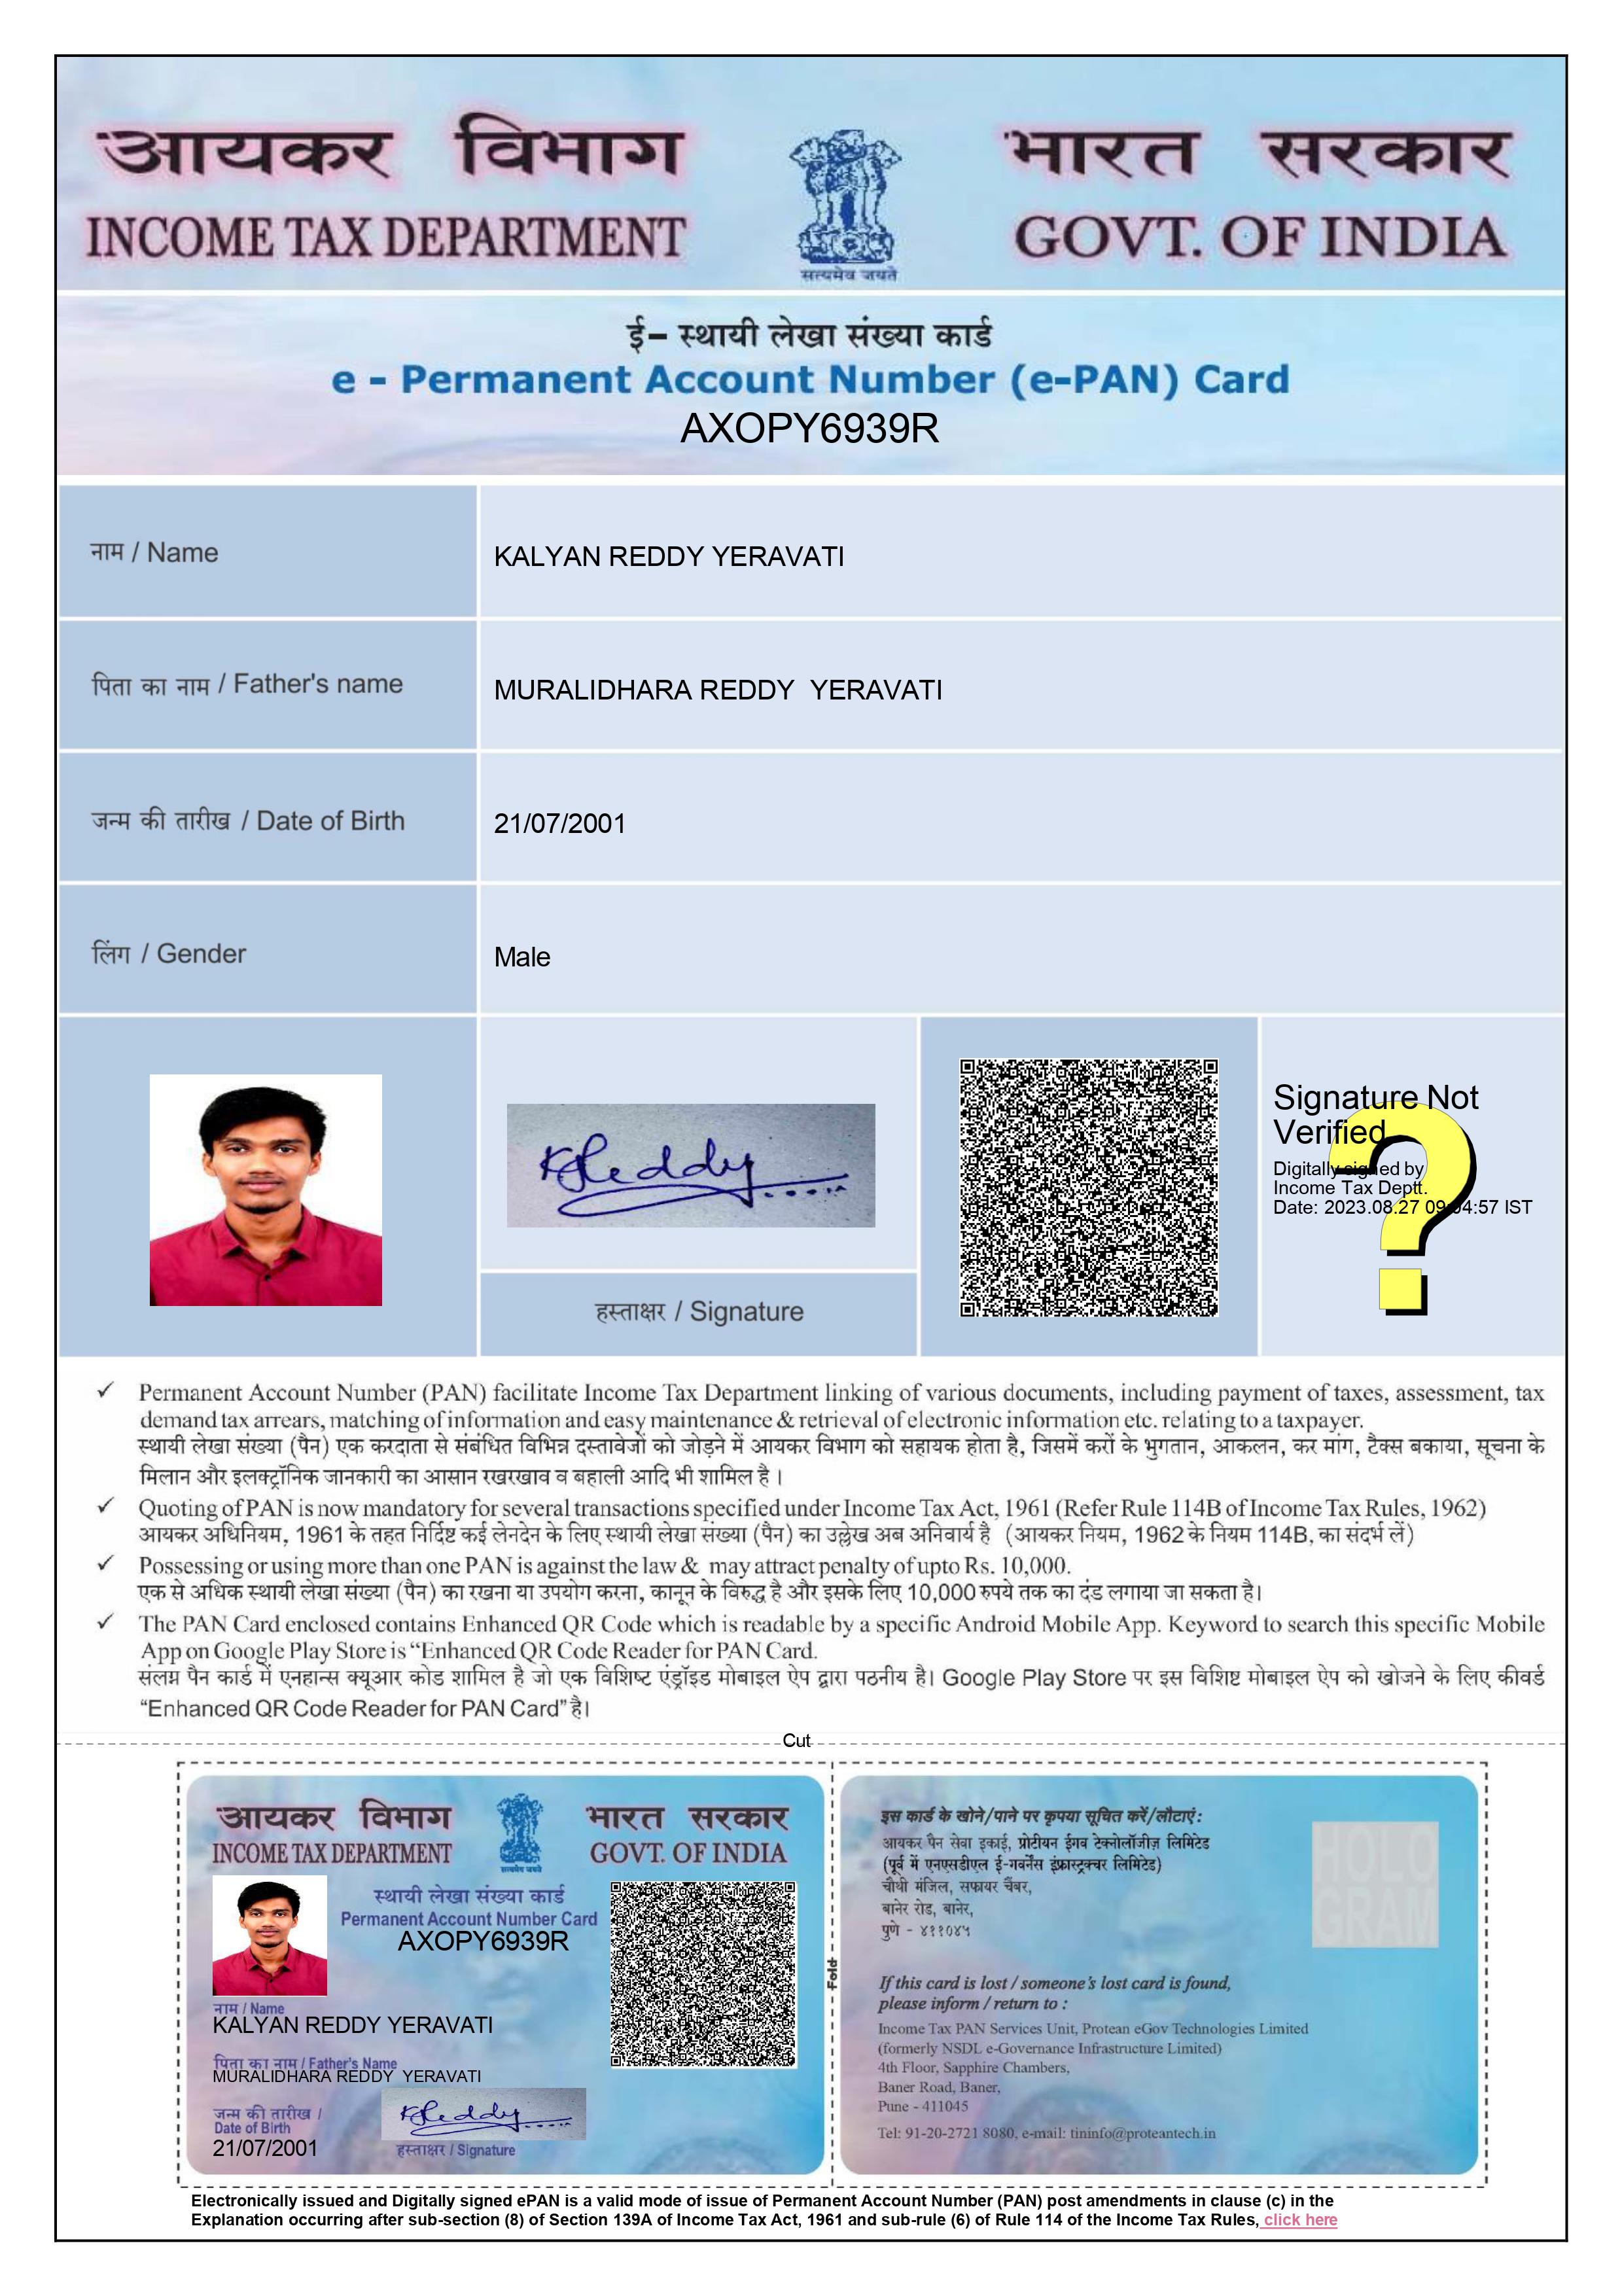 आयकर विभाग
INCOME TAX DEPARTMENT
सत्यमेव जयते
भारत सरकार
GOVT. OF INDIA
ई– स्थायी लेखा संख्या कार्ड
e - Permanent Account Number (e-PAN) Card
AXOPY6939R
नाम / Name
KALYAN REDDY YERAVATI
पिता का नाम / Father's name
MURALIDHARA REDDY YERAVATI
जन्म की तारीख / Date of Birth
21/07/2001
लिंग / Gender
Male
KReddy
हस्ताक्षर / Signature
Signature Not
Verified
Digitally signed by
Income Tax Deptt.
Date: 2023.08.27 09:04:57 IST
✓ Permanent Account Number (PAN) facilitate Income Tax Department linking of various documents, including payment of taxes, assessment, tax
demand tax arrears, matching of information and easy maintenance & retrieval of electronic information etc. relating to a taxpayer.
स्थायी लेखा संख्या (पैन) एक करदाता से संबंधित विभिन्न दस्तावेजों को जोड़ने में आयकर विभाग को सहायक होता है, जिसमें करों के भुगतान, आकलन, कर मांग, टैक्स बकाया, सूचना के
मिलान और इलक्ट्रॉनिक जानकारी का आसान रखरखाव व बहाली आदि भी शामिल है ।
✓ Quoting of PAN is now mandatory for several transactions specified under Income Tax Act, 1961 (Refer Rule 114B of Income Tax Rules, 1962)
आयकर अधिनियम, 1961 के तहत निर्दिष्ट कई लेनदेन के लिए स्थायी लेखा संख्या (पैन) का उल्लेख अब अनिवार्य है (आयकर नियम, 1962 के नियम 114B, का संदर्भ लें)
✓ Possessing or using more than one PAN is against the law & may attract penalty of upto Rs. 10,000.
एक से अधिक स्थायी लेखा संख्या (पैन) का रखना या उपयोग करना, कानून के विरुद्ध है और इसके लिए 10,000 रुपये तक का दंड लगाया जा सकता है।
✓ The PAN Card enclosed contains Enhanced QR Code which is readable by a specific Android Mobile App. Keyword to search this specific Mobile
App on Google Play Store is “Enhanced QR Code Reader for PAN Card.
संलग्न पैन कार्ड में एनहान्स क्यूआर कोड शामिल है जो एक विशिष्ट एंड्रॉइड मोबाइल ऐप द्वारा पठनीय है। Google Play Store पर इस विशिष्ट मोबाइल ऐप को खोजने के लिए कीवर्ड
“Enhanced QR Code Reader for PAN Card” है।
Cut
आयकर विभाग
INCOME TAX DEPARTMENT
सत्यमेव जयते
भारत सरकार
GOVT. OF INDIA
स्थायी लेखा संख्या कार्ड
Permanent Account Number Card
AXOPY6939R
नाम / Name
KALYAN REDDY YERAVATI
पिता का नाम / Father's Name
MURALIDHARA REDDY YERAVATI
जन्म की तारीख /
Date of Birth
21/07/2001
KReddy
हस्ताक्षर / Signature
Fold
इस कार्ड के खोने/पाने पर कृपया सूचित करें/लौटाएं :
आयकर पैन सेवा इकाई, प्रोटीयन ईगव टेक्नोलॉजीज़ लिमिटेड
(पूर्व में एनएसडीएल ई-गवर्नेंस इंफ्रास्ट्रक्चर लिमिटेड)
चौथी मंजिल, सफायर चैंबर,
बानेर रोड, बानेर,
पुणे - ४११०४५
HOLO
GRAM
If this card is lost / someone's lost card is found,
please inform / return to :
Income Tax PAN Services Unit, Protean eGov Technologies Limited
(formerly NSDL e-Governance Infrastructure Limited)
4th Floor, Sapphire Chambers,
Baner Road, Baner,
Pune - 411045
Tel: 91-20-2721 8080, e-mail: tininfo@proteantech.in
Electronically issued and Digitally signed ePAN is a valid mode of issue of Permanent Account Number (PAN) post amendments in clause (c) in the
Explanation occurring after sub-section (8) of Section 139A of Income Tax Act, 1961 and sub-rule (6) of Rule 114 of the Income Tax Rules, click here